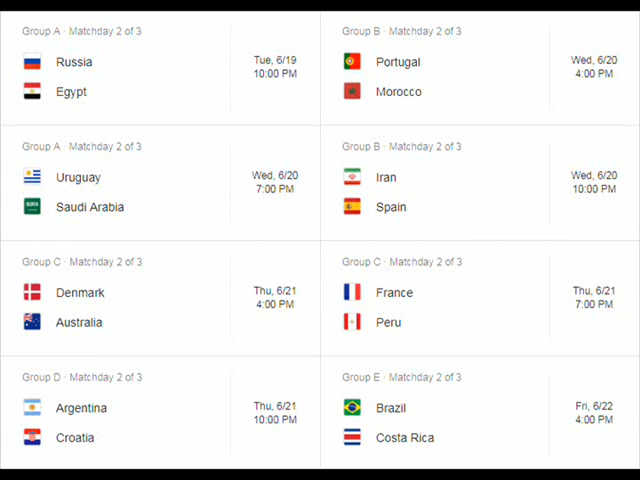 Group A · Matchday 2 of 3
Russia
Egypt
Tue, 6/19
10:00 PM
Group B · Matchday 2 of 3
Portugal
Morocco
Wed, 6/20
4:00 PM
Group A · Matchday 2 of 3
Uruguay
Saudi Arabia
Wed, 6/20
7:00 PM
Group B · Matchday 2 of 3
Iran
Spain
Wed, 6/20
10:00 PM
Group C · Matchday 2 of 3
Denmark
Australia
Thu, 6/21
4:00 PM
Group C · Matchday 2 of 3
France
Peru
Thu, 6/21
7:00 PM
Group D · Matchday 2 of 3
Argentina
Croatia
Thu, 6/21
10:00 PM
Group E · Matchday 2 of 3
Brazil
Costa Rica
Fri, 6/22
4:00 PM